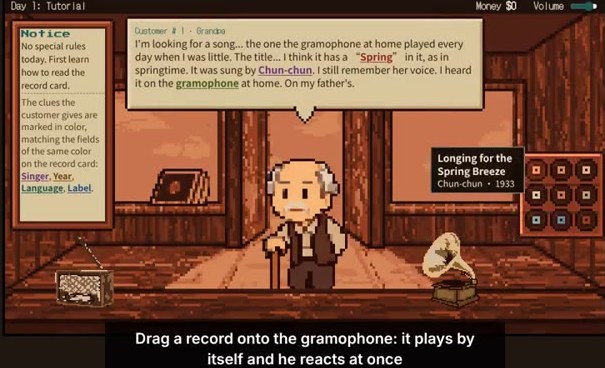 Day 1: Tutorial
Money $0 Volume
Notice
No special rules
today. First learn
how to read the
record card.
The clues the
customer gives are
marked in color,
matching the fields
of the same color
on the record card:
Singer, Year,
Language, Label.
Customer # 1 · Grandpa
I'm looking for a song... the one the gramophone at home played every
day when I was little. The title... I think it has a “Spring” in it, as in
springtime. It was sung by Chun-chun. I still remember her voice. I heard
it on the gramophone at home. On my father's.
Longing for the
Spring Breeze
Chun-chun • 1933
Drag a record onto the gramophone: it plays by
itself and he reacts at once